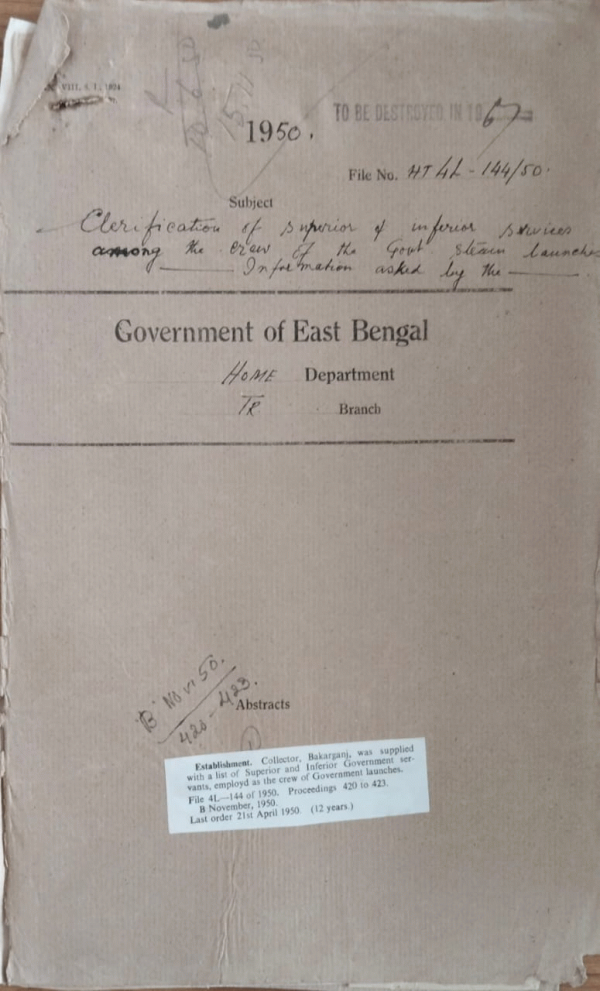 VIII, S. I., 1924
1950.
TO BE DESTROYED IN 1967
File No. HT 4L - 144/50.
Subject
Clerification of superior & inferior services
among the crew of the Govt steam launches
Information asked by the
Government of East Bengal
HOME Department
TR Branch
'B' Nov 50.
420 - 423.
Abstracts
Establishment. Collector, Bakarganj, was supplied
with a list of Superior and Inferior Government ser-
vants, employd as the crew of Government launches.
File 4L—144 of 1950. Proceedings 420 to 423.
B November, 1950.
Last order 21st April 1950. (12 years.)